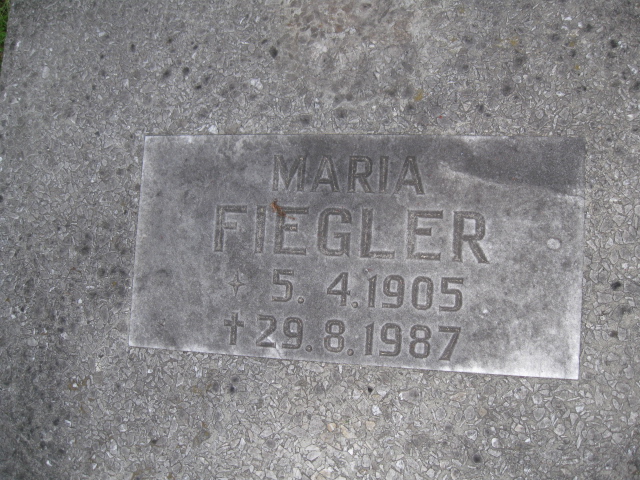 MARIA
FIEGLER
✦ 5. 4.1905
✝ 29.8.1987